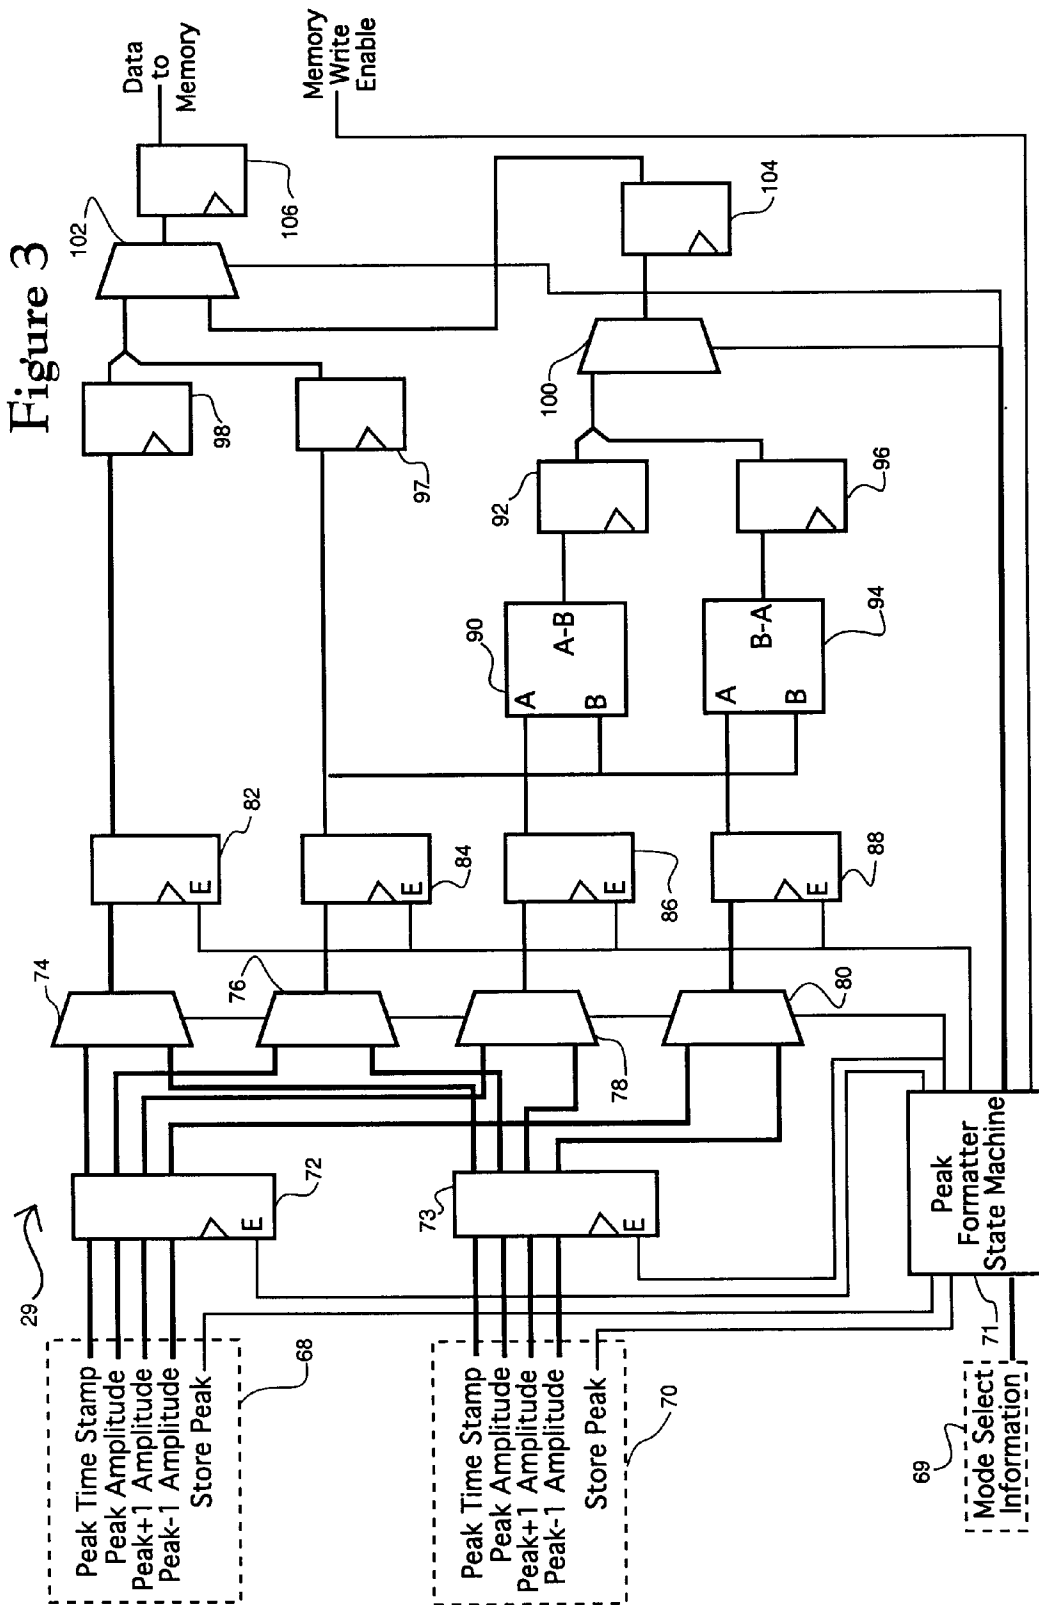 Figure 3
29
Peak Time Stamp
Peak Amplitude
Peak+1 Amplitude
Peak-1 Amplitude
Store Peak
68
72
E
74
76
78
80
82
E
84
E
86
E
88
E
Peak Time Stamp
Peak Amplitude
Peak+1 Amplitude
Peak-1 Amplitude
Store Peak
70
73
E
90
A
B
A-B
94
A
B
B-A
92
96
97
98
100
102
104
106
Data
to
Memory
Memory
Write
Enable
69
Mode Select
Information
71
Peak
Formatter
State Machine